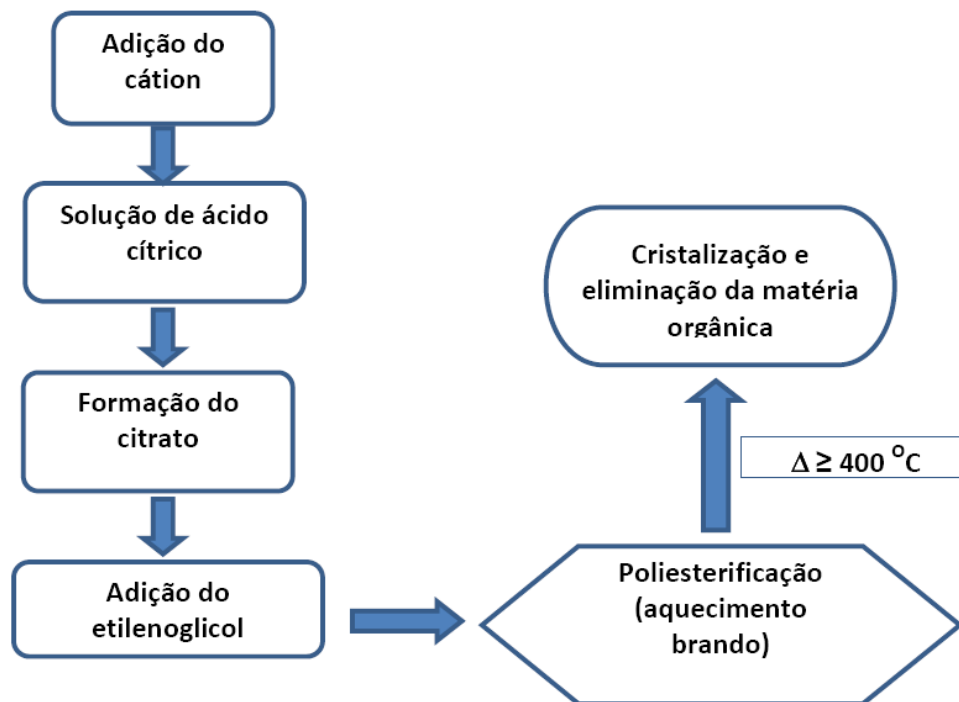 Adição do
cátion
Solução de ácido
cítrico
Formação do
citrato
Adição do
etilenoglicol
Poliesterificação
(aquecimento
brando)
Δ ≥ 400 °C
Cristalização e
eliminação da matéria
orgânica